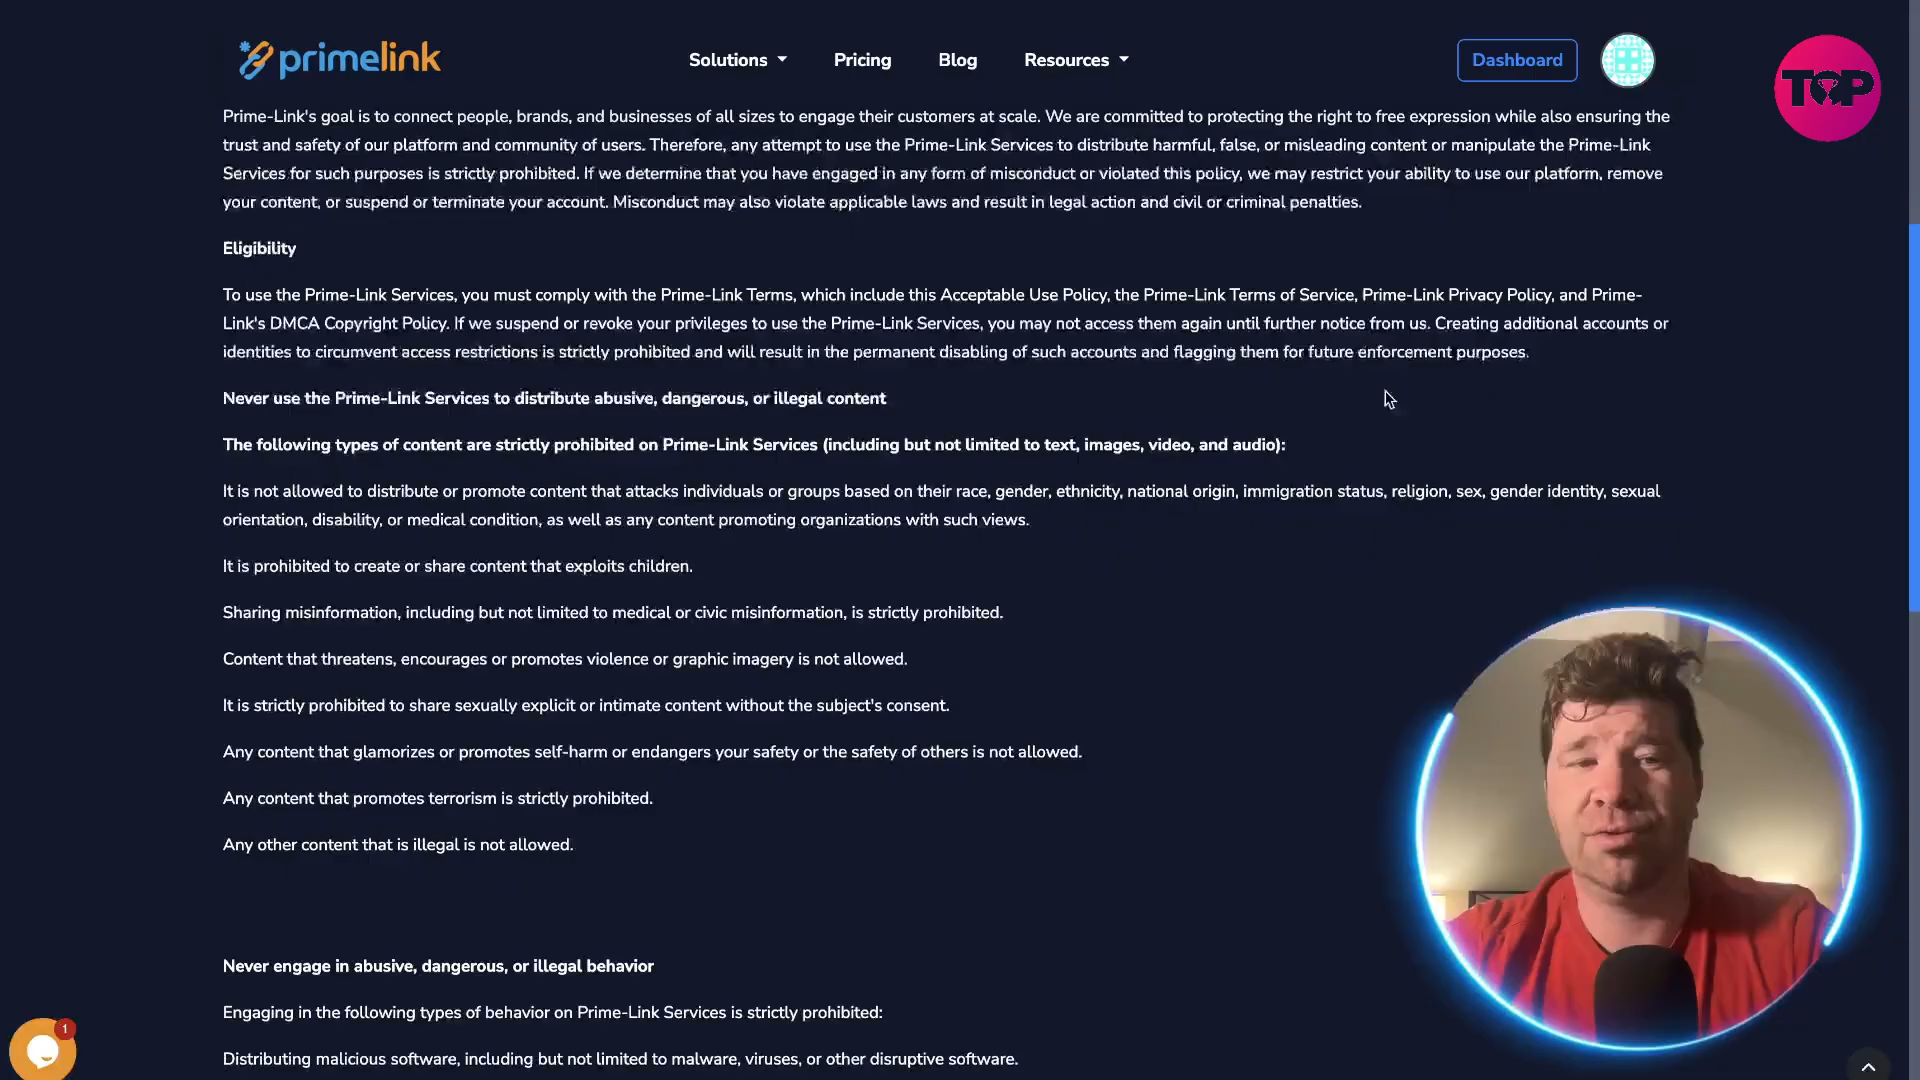 primelink
Solutions
Pricing
Blog
Resources
Dashboard
TOP
Prime-Link's goal is to connect people, brands, and businesses of all sizes to engage their customers at scale. We are committed to protecting the right to free expression while also ensuring the
trust and safety of our platform and community of users. Therefore, any attempt to use the Prime-Link Services to distribute harmful, false, or misleading content or manipulate the Prime-Link
Services for such purposes is strictly prohibited. If we determine that you have engaged in any form of misconduct or violated this policy, we may restrict your ability to use our platform, remove
your content, or suspend or terminate your account. Misconduct may also violate applicable laws and result in legal action and civil or criminal penalties.
Eligibility
To use the Prime-Link Services, you must comply with the Prime-Link Terms, which include this Acceptable Use Policy, the Prime-Link Terms of Service, Prime-Link Privacy Policy, and Prime-
Link's DMCA Copyright Policy. If we suspend or revoke your privileges to use the Prime-Link Services, you may not access them again until further notice from us. Creating additional accounts or
identities to circumvent access restrictions is strictly prohibited and will result in the permanent disabling of such accounts and flagging them for future enforcement purposes.
Never use the Prime-Link Services to distribute abusive, dangerous, or illegal content
The following types of content are strictly prohibited on Prime-Link Services (including but not limited to text, images, video, and audio):
It is not allowed to distribute or promote content that attacks individuals or groups based on their race, gender, ethnicity, national origin, immigration status, religion, sex, gender identity, sexual
orientation, disability, or medical condition, as well as any content promoting organizations with such views.
It is prohibited to create or share content that exploits children.
Sharing misinformation, including but not limited to medical or civic misinformation, is strictly prohibited.
Content that threatens, encourages or promotes violence or graphic imagery is not allowed.
It is strictly prohibited to share sexually explicit or intimate content without the subject's consent.
Any content that glamorizes or promotes self-harm or endangers your safety or the safety of others is not allowed.
Any content that promotes terrorism is strictly prohibited.
Any other content that is illegal is not allowed.
Never engage in abusive, dangerous, or illegal behavior
Engaging in the following types of behavior on Prime-Link Services is strictly prohibited:
1
Distributing malicious software, including but not limited to malware, viruses, or other disruptive software.